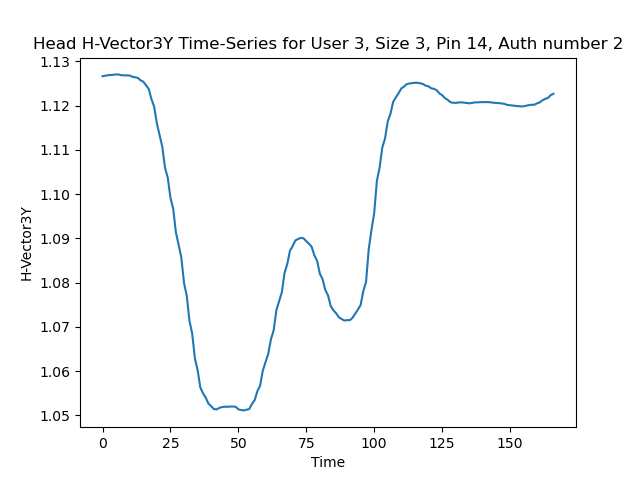 Head H-Vector3Y Time-Series for User 3, Size 3, Pin 14, Auth number 2
1.13
1.12
1.11
1.10
1.09
1.08
1.07
1.06
1.05
H-Vector3Y
0 25 50 75 100 125 150
Time